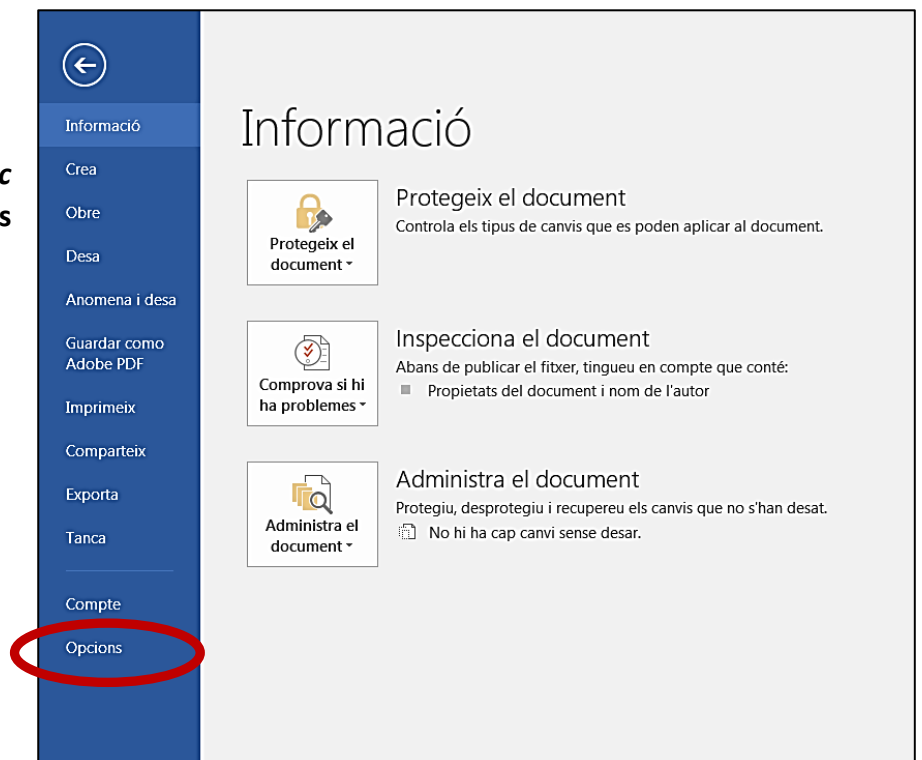 c
s
Informació
Crea
Obre
Desa
Anomena i desa
Guardar como
Adobe PDF
Imprimeix
Comparteix
Exporta
Tanca
Compte
Opcions
Informació
Protegeix el
document
Protegeix el document
Controla els tipus de canvis que es poden aplicar al document.
Comprova si hi
ha problemes
Inspecciona el document
Abans de publicar el fitxer, tingueu en compte que conté:
Propietats del document i nom de l'autor
Administra el
document
Administra el document
Protegiu, desprotegiu i recupereu els canvis que no s'han desat.
No hi ha cap canvi sense desar.